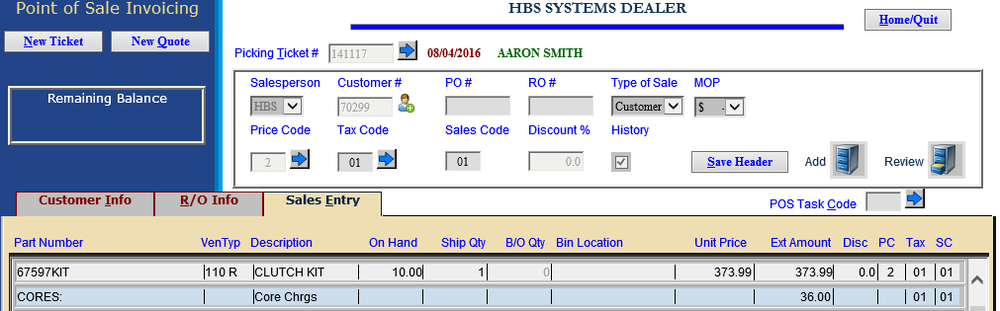 Point of Sale Invoicing
HBS SYSTEMS DEALER
Home/Quit
New Ticket New Quote
Picking Ticket # 141117 08/04/2016 AARON SMITH
Remaining Balance
Salesperson Customer # PO # RO # Type of Sale MOP
HBS 70299 Customer $ -
Price Code Tax Code Sales Code Discount % History
2 01 01 0.0 Save Header Add Review
Customer Info R/O Info Sales Entry
POS Task Code
Part Number VenTyp Description On Hand Ship Qty B/O Qty Bin Location Unit Price Ext Amount Disc PC Tax SC
67597KIT 110 R CLUTCH KIT 10.00 1 0 373.99 373.99 0.0 2 01 01
CORES: Core Chrgs 36.00 01 01